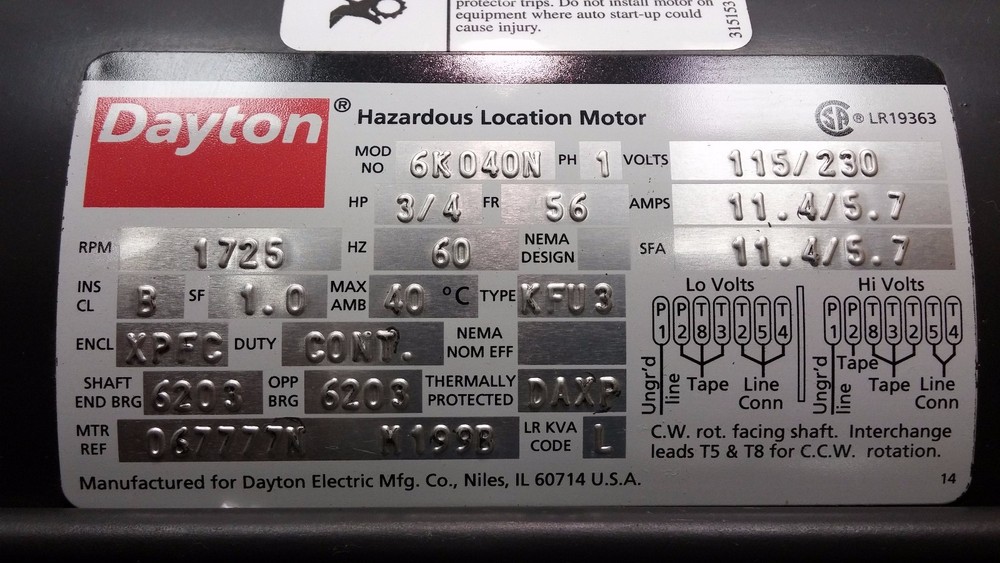 protector trips. Do not install motor on
equipment where auto start-up could
cause injury.
315153
Dayton® Hazardous Location Motor
SA ® LR19363
MOD NO 6K040N PH 1 VOLTS 115/230
HP 3/4 FR 56 AMPS 11.4/5.7
RPM 1725 HZ 60 NEMA DESIGN SFA 11.4/5.7
INS CL B SF 1.0 MAX AMB 40 °C TYPE KFU3
ENCL XPFC DUTY CONT. NEMA NOM EFF
SHAFT END BRG 6203 OPP BRG 6203 THERMALLY PROTECTED DAXP
MTR REF 067777N M199B LR KVA CODE L
Lo Volts Hi Volts
P1 P2 T8 T3 T2 T5 T4 P1 P2 T8 T3 T2 T5 T4
Ungr'd line Tape Line Conn Ungr'd line Tape Tape Line Conn
C.W. rot. facing shaft. Interchange
leads T5 & T8 for C.C.W. rotation.
Manufactured for Dayton Electric Mfg. Co., Niles, IL 60714 U.S.A. 14